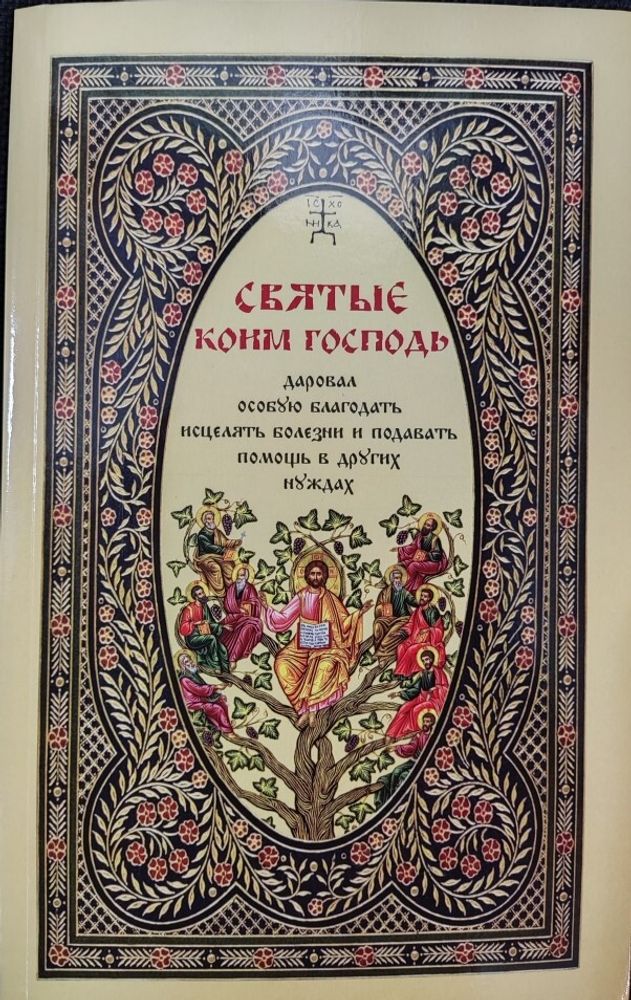 ІС ХС
НИ КА
СВЯТЫЕ
КОИМ ГОСПОДЬ
ДАРОВАЛ
ОСОБУЮ БЛАГОДАТЬ
ИСЦЕЛЯТЬ БОЛЕЗНИ И ПОДАВАТЬ
ПОМОЩЬ В ДРУГИХ
НУЖДАХ